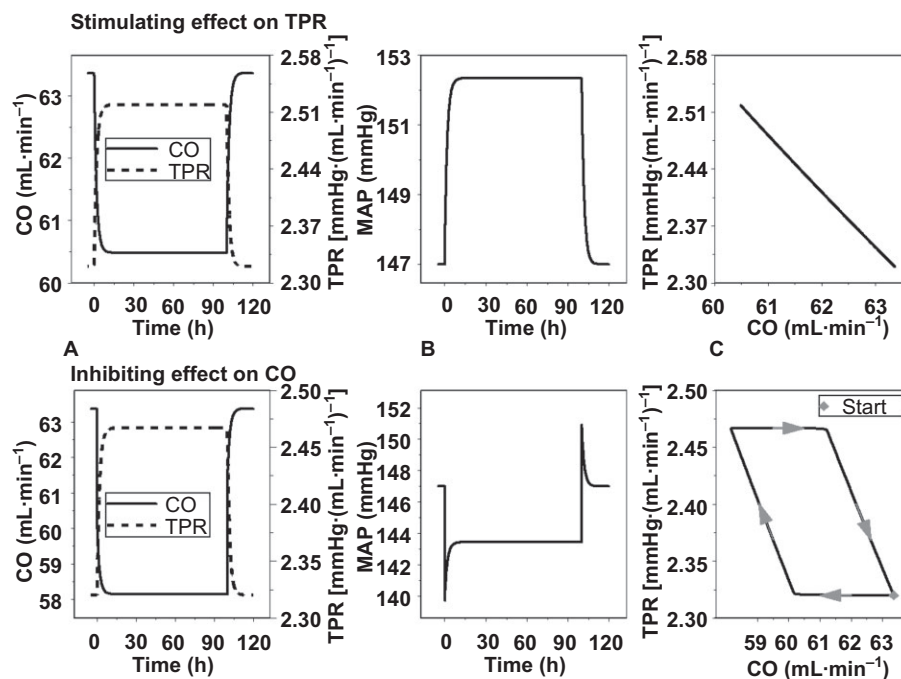 Stimulating effect on TPR
CO (mL·min⁻¹)
63
62
61
60
CO
TPR
2.58
2.51
2.44
2.37
2.30
TPR [mmHg·(mL·min⁻¹)⁻¹]
0 30 60 90 120
Time (h)
A
MAP (mmHg)
153
151
149
147
0 30 60 90 120
Time (h)
B
TPR [mmHg·(mL·min⁻¹)⁻¹]
2.58
2.51
2.44
2.37
2.30
60 61 62 63
CO (mL·min⁻¹)
C
Inhibiting effect on CO
CO (mL·min⁻¹)
63
62
61
60
59
58
CO
TPR
2.50
2.45
2.40
2.35
2.30
TPR [mmHg·(mL·min⁻¹)⁻¹]
0 30 60 90 120
Time (h)
MAP (mmHg)
152
150
148
146
144
142
140
0 30 60 90 120
Time (h)
TPR [mmHg·(mL·min⁻¹)⁻¹]
2.50
2.45
2.40
2.35
2.30
Start
59 60 61 62 63
CO (mL·min⁻¹)